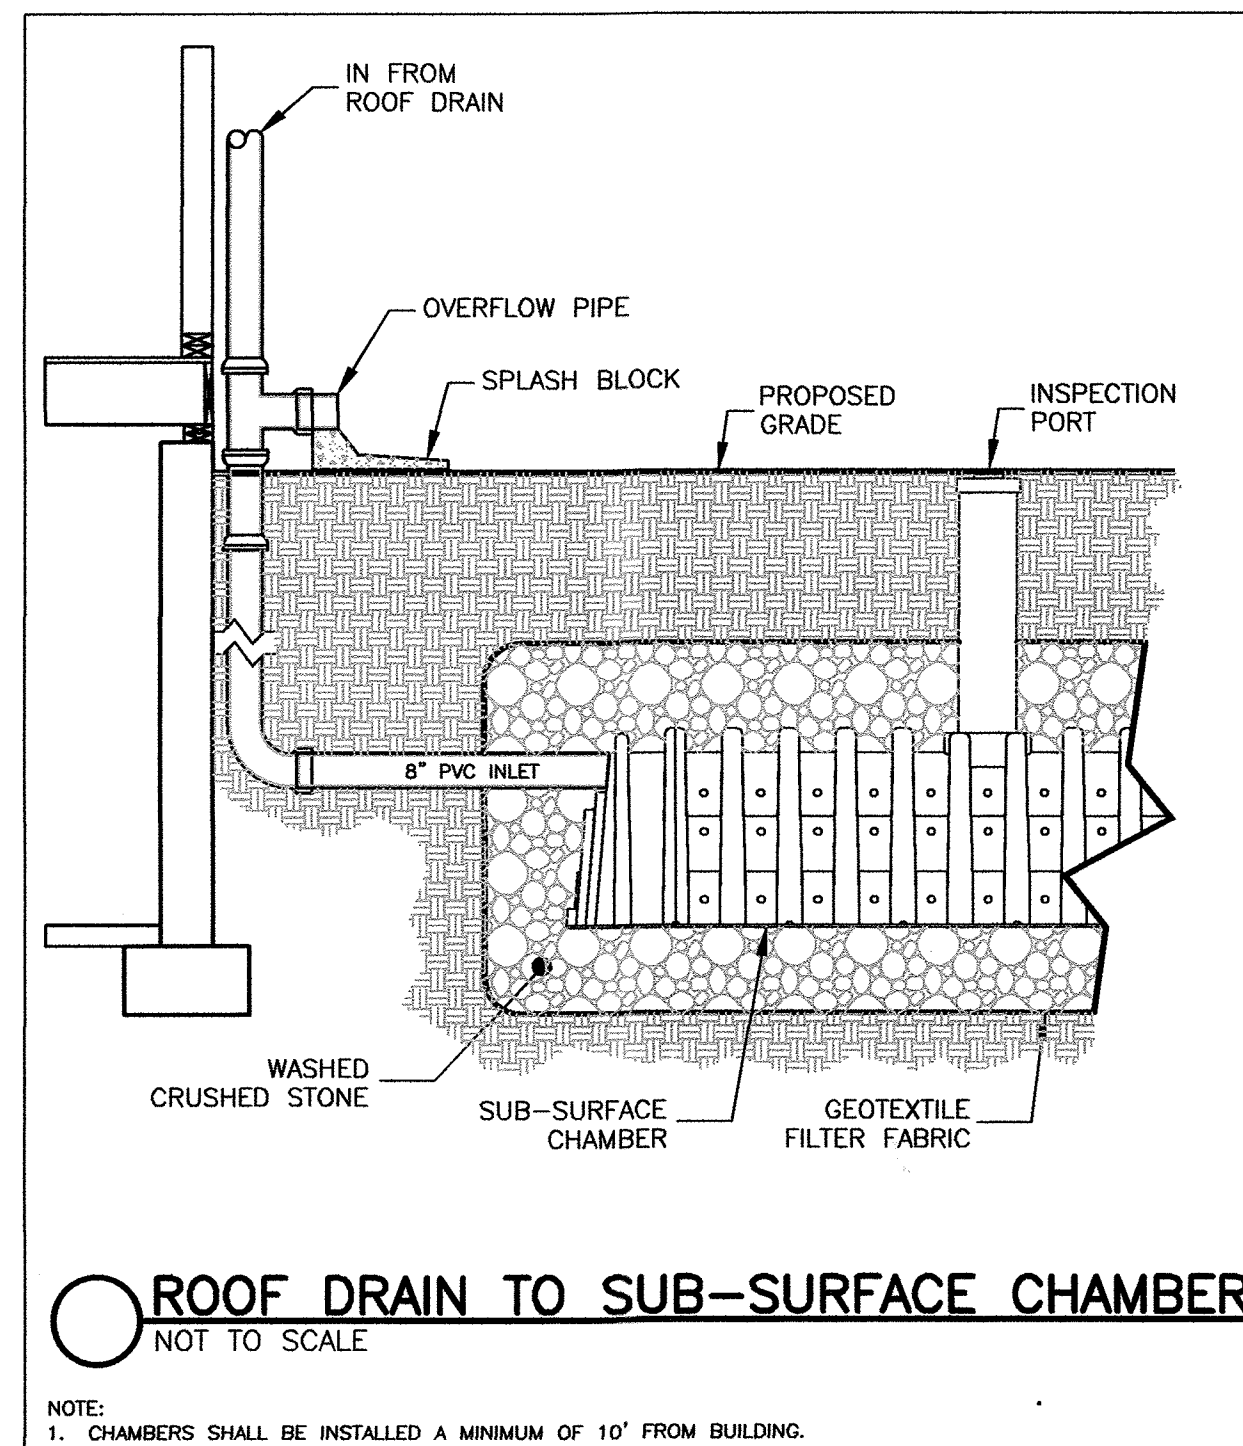 IN FROM
ROOF DRAIN
OVERFLOW PIPE
SPLASH BLOCK
PROPOSED
GRADE
INSPECTION
PORT
8" PVC INLET
WASHED
CRUSHED STONE
SUB-SURFACE
CHAMBER
GEOTEXTILE
FILTER FABRIC
ROOF DRAIN TO SUB-SURFACE CHAMBER
NOT TO SCALE
NOTE:
1. CHAMBERS SHALL BE INSTALLED A MINIMUM OF 10' FROM BUILDING.